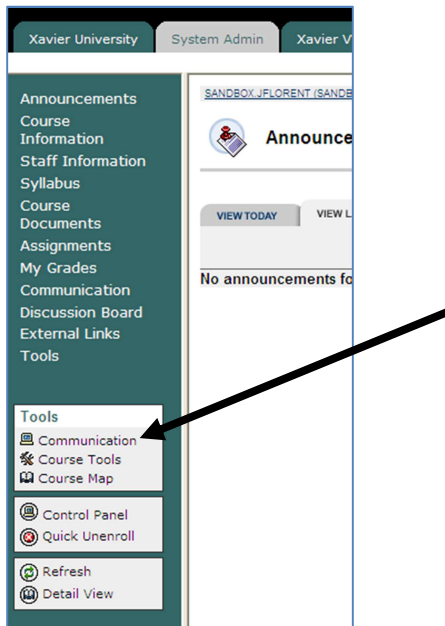 Xavier University System Admin Xavier V
SANDBOX.JFLORENT (SANDB
Announce
VIEW TODAY VIEW L
No announcements fo
Announcements
Course
Information
Staff Information
Syllabus
Course
Documents
Assignments
My Grades
Communication
Discussion Board
External Links
Tools
Tools
Communication
Course Tools
Course Map
Control Panel
Quick Unenroll
Refresh
Detail View